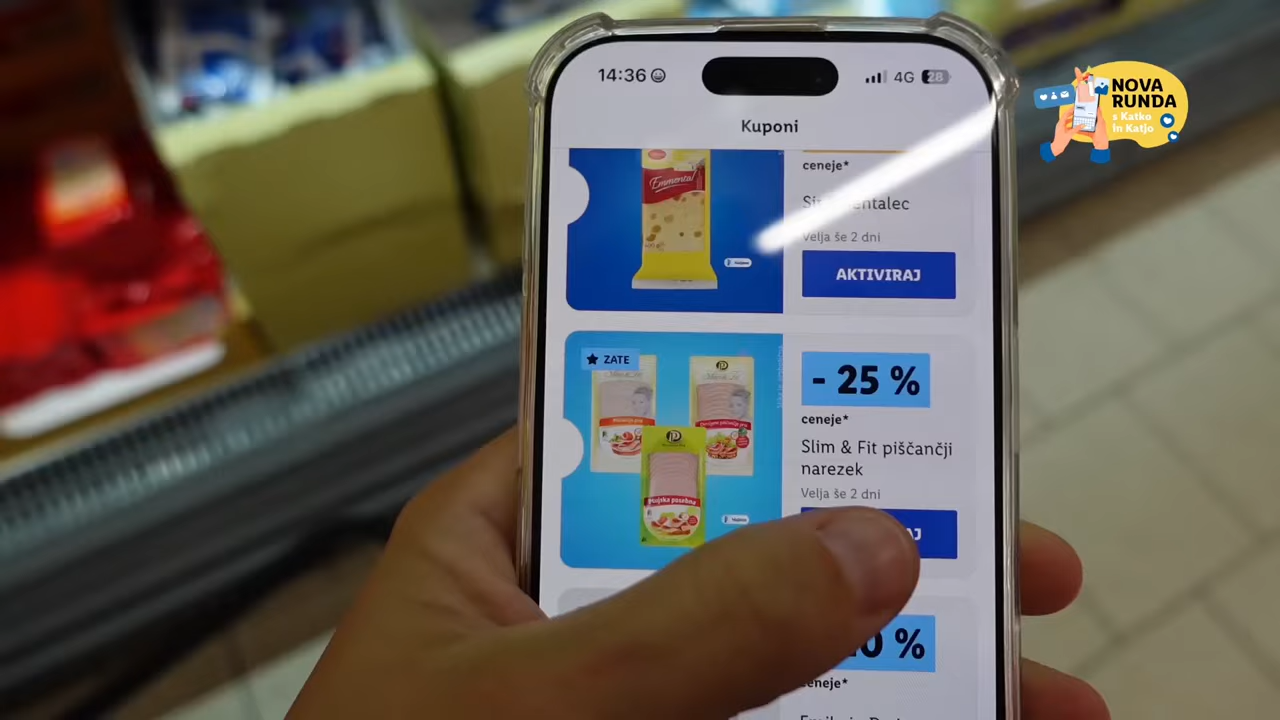 14:36
4G 28
NOVA
RUNDA
s Katko
in Katjo
Kuponi
Emmental
ceneje*
Velja še 2 dni
AKTIVIRAJ
ZATE
- 25 %
ceneje*
Slim & Fit piščančji
narezek
Velja še 2 dni
%
ceneje*